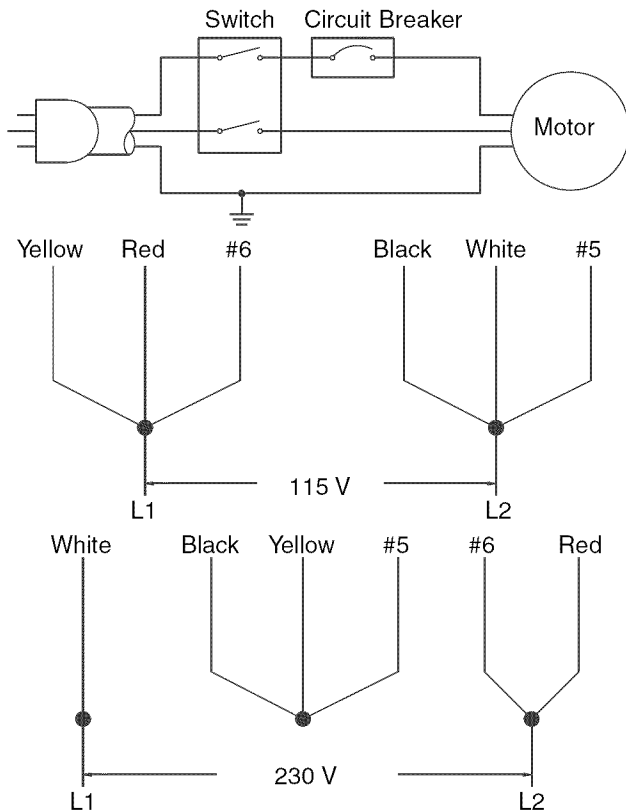 Switch Circuit Breaker
Motor
Yellow Red #6 Black White #5
115 V
L1 L2
White Black Yellow #5 #6 Red
230 V
L1 L2